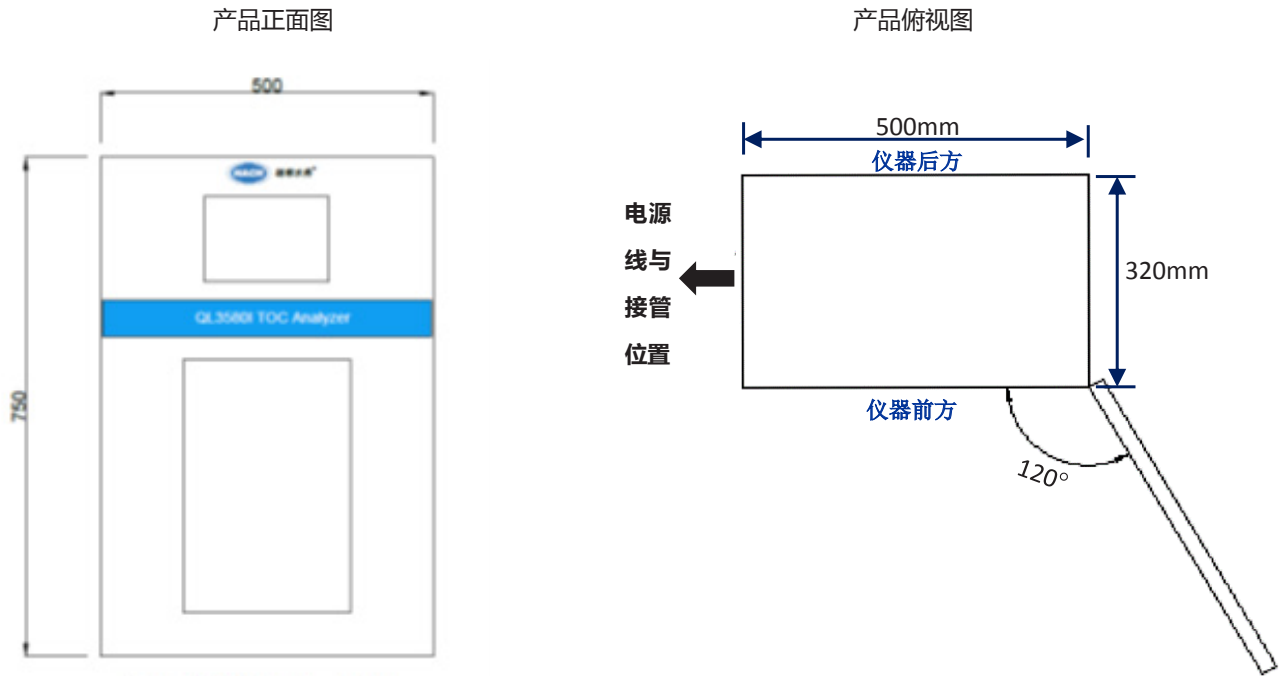 产品正面图
产品俯视图
500
HACH
QL3580I TOC Analyzer
750
500mm
仪器后方
电源
线与
接管
位置
320mm
仪器前方
120°